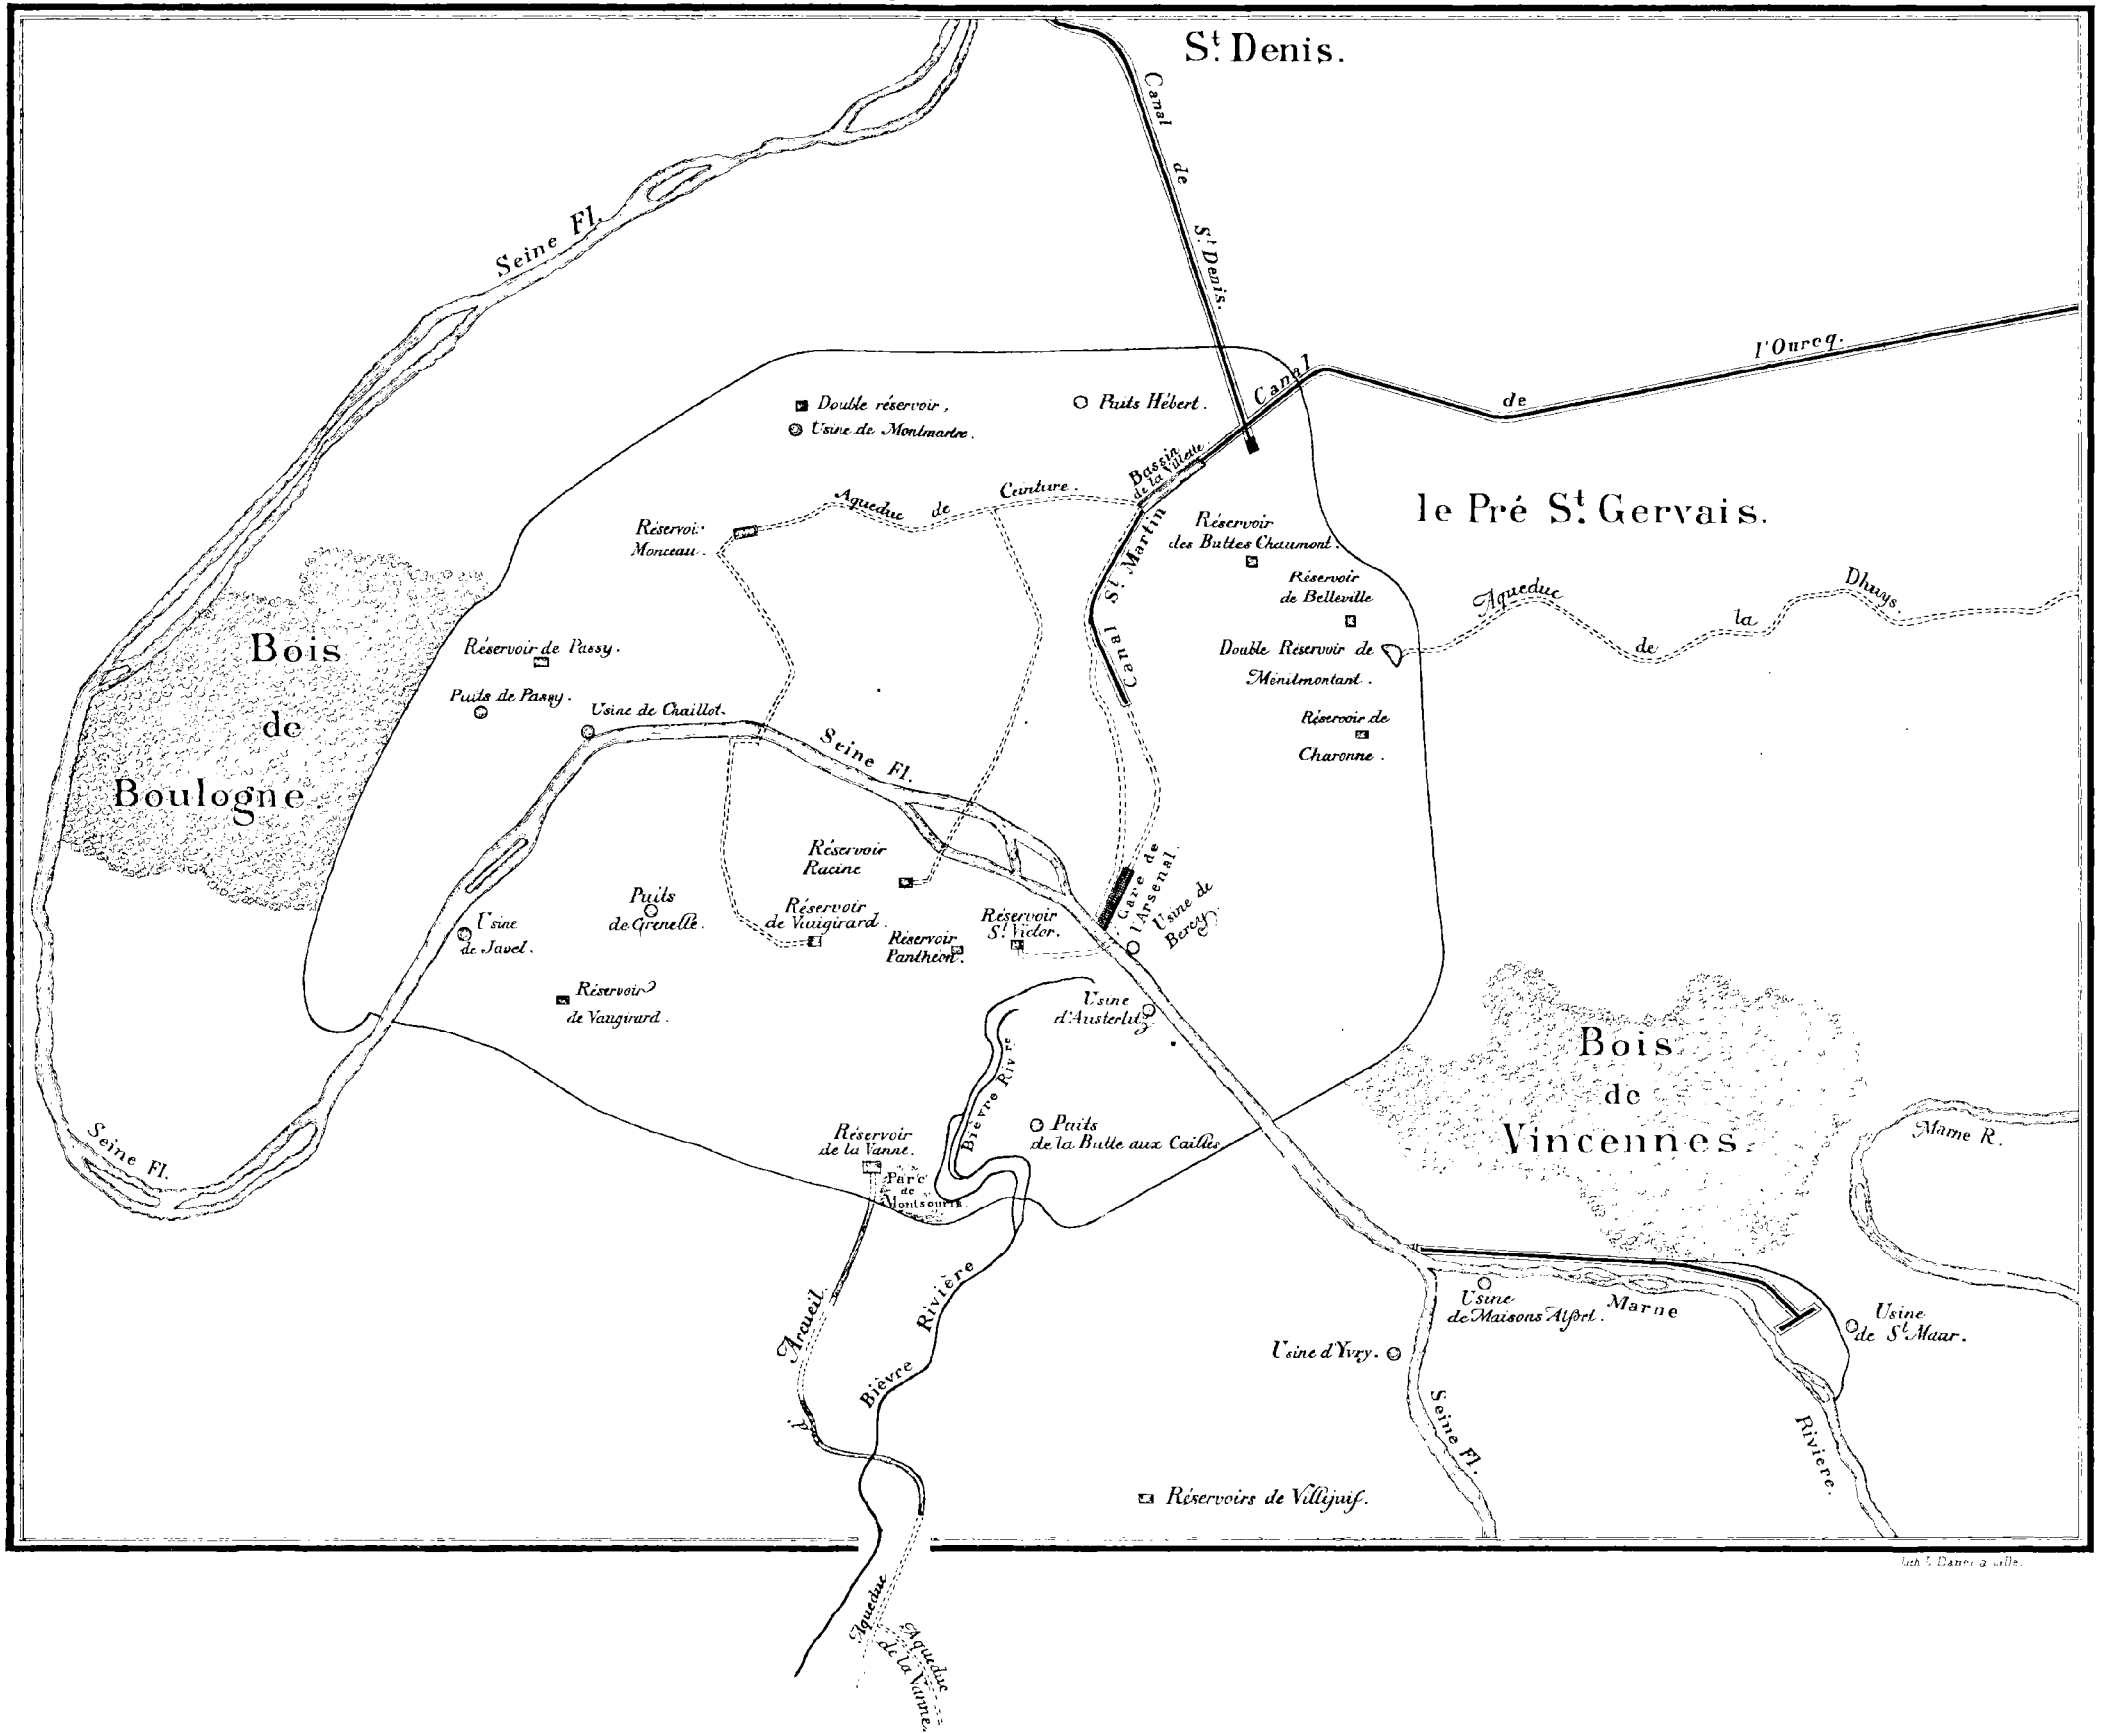 St. Denis.
Canal de St. Denis.
Seine Fl.
Canal de l'Ourcq.
Double réservoir,
Usine de Montmartre.
Puits Hébert.
Bassin
de la Villette.
Aqueduc de Ceinture.
Réservoir
Monceau.
Canal St. Martin
Réservoir
des Buttes Chaumont.
le Pré St. Gervais.
Réservoir
de Belleville
Aqueduc de la Dhuys.
Double Réservoir de
Ménilmontant.
Réservoir de
Charonne.
Bois
de
Boulogne.
Réservoir de Passy.
Puits de Passy.
Usine de Chaillot.
Seine Fl.
Réservoir
Racine
Puits
de Grenelle.
Réservoir
de Vaugirard.
Réservoir
Panthéon.
Réservoir
St. Victor.
Gare de
l'Arsenal.
Usine de
Bercy.
Usine
de Javel.
Réservoir
de Vaugirard.
Usine
d'Austerlitz
Bièvre Rivre
Bois
de
Vincennes.
Marne R.
Puits
de la Butte aux Cailles
Seine Fl.
Réservoir
de la Vanne.
Parc
de
Montsouris.
Usine
de Maisons Alfort.
Marne
Rivière.
Usine
de St. Maur.
Usine d'Yvry.
Seine Fl.
Bièvre Rivière
Réservoirs de Villejuif.
Aqueduc d'Arcueil.
Aqueduc
de la Vanne.